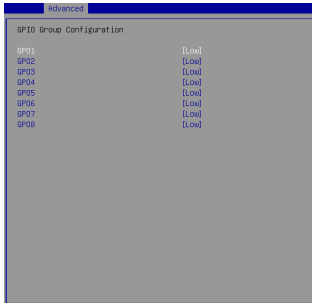 Advanced
GPIO Group Configuration
GPO1 [Low]
GPO2 [Low]
GPO3 [Low]
GPO4 [Low]
GPO5 [Low]
GPO6 [Low]
GPO7 [Low]
GPO8 [Low]